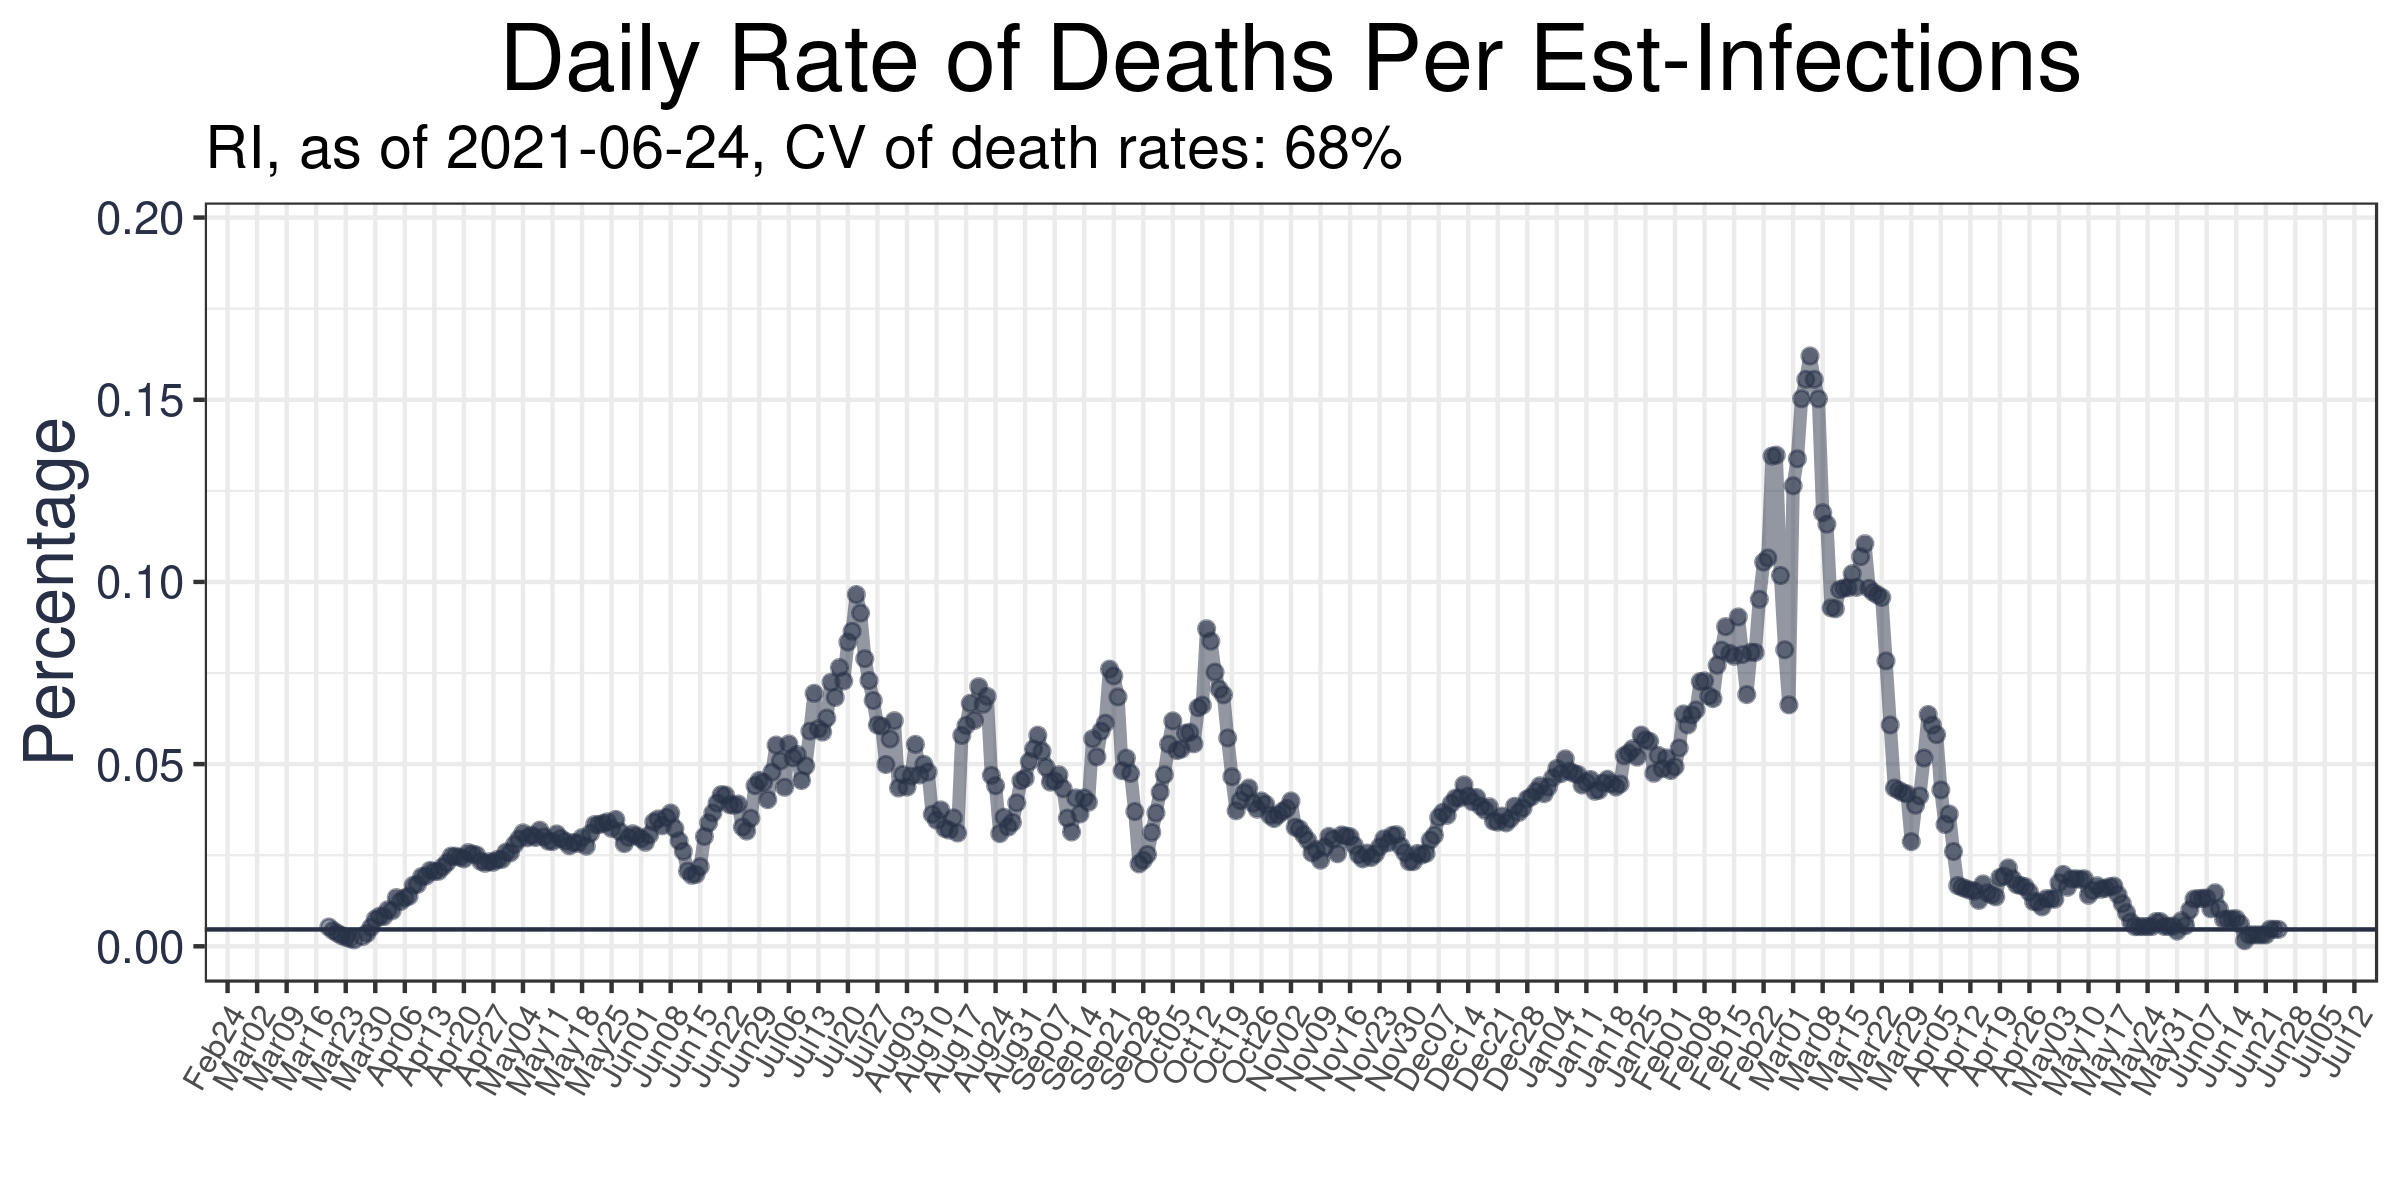 Daily Rate of Deaths Per Est-Infections
RI, as of 2021-06-24, CV of death rates: 68%
Percentage
0.20
0.15
0.10
0.05
0.00
Feb24
Mar02
Mar09
Mar16
Mar23
Mar30
Apr06
Apr13
Apr20
Apr27
May04
May11
May18
May25
Jun01
Jun08
Jun15
Jun22
Jun29
Jul06
Jul13
Jul20
Jul27
Aug03
Aug10
Aug17
Aug24
Aug31
Sep07
Sep14
Sep21
Sep28
Oct05
Oct12
Oct19
Oct26
Nov02
Nov09
Nov16
Nov23
Nov30
Dec07
Dec14
Dec21
Dec28
Jan04
Jan11
Jan18
Jan25
Feb01
Feb08
Feb15
Feb22
Mar01
Mar08
Mar15
Mar22
Mar29
Apr05
Apr12
Apr19
Apr26
May03
May10
May17
May24
May31
Jun07
Jun14
Jun21
Jun28
Jul05
Jul12